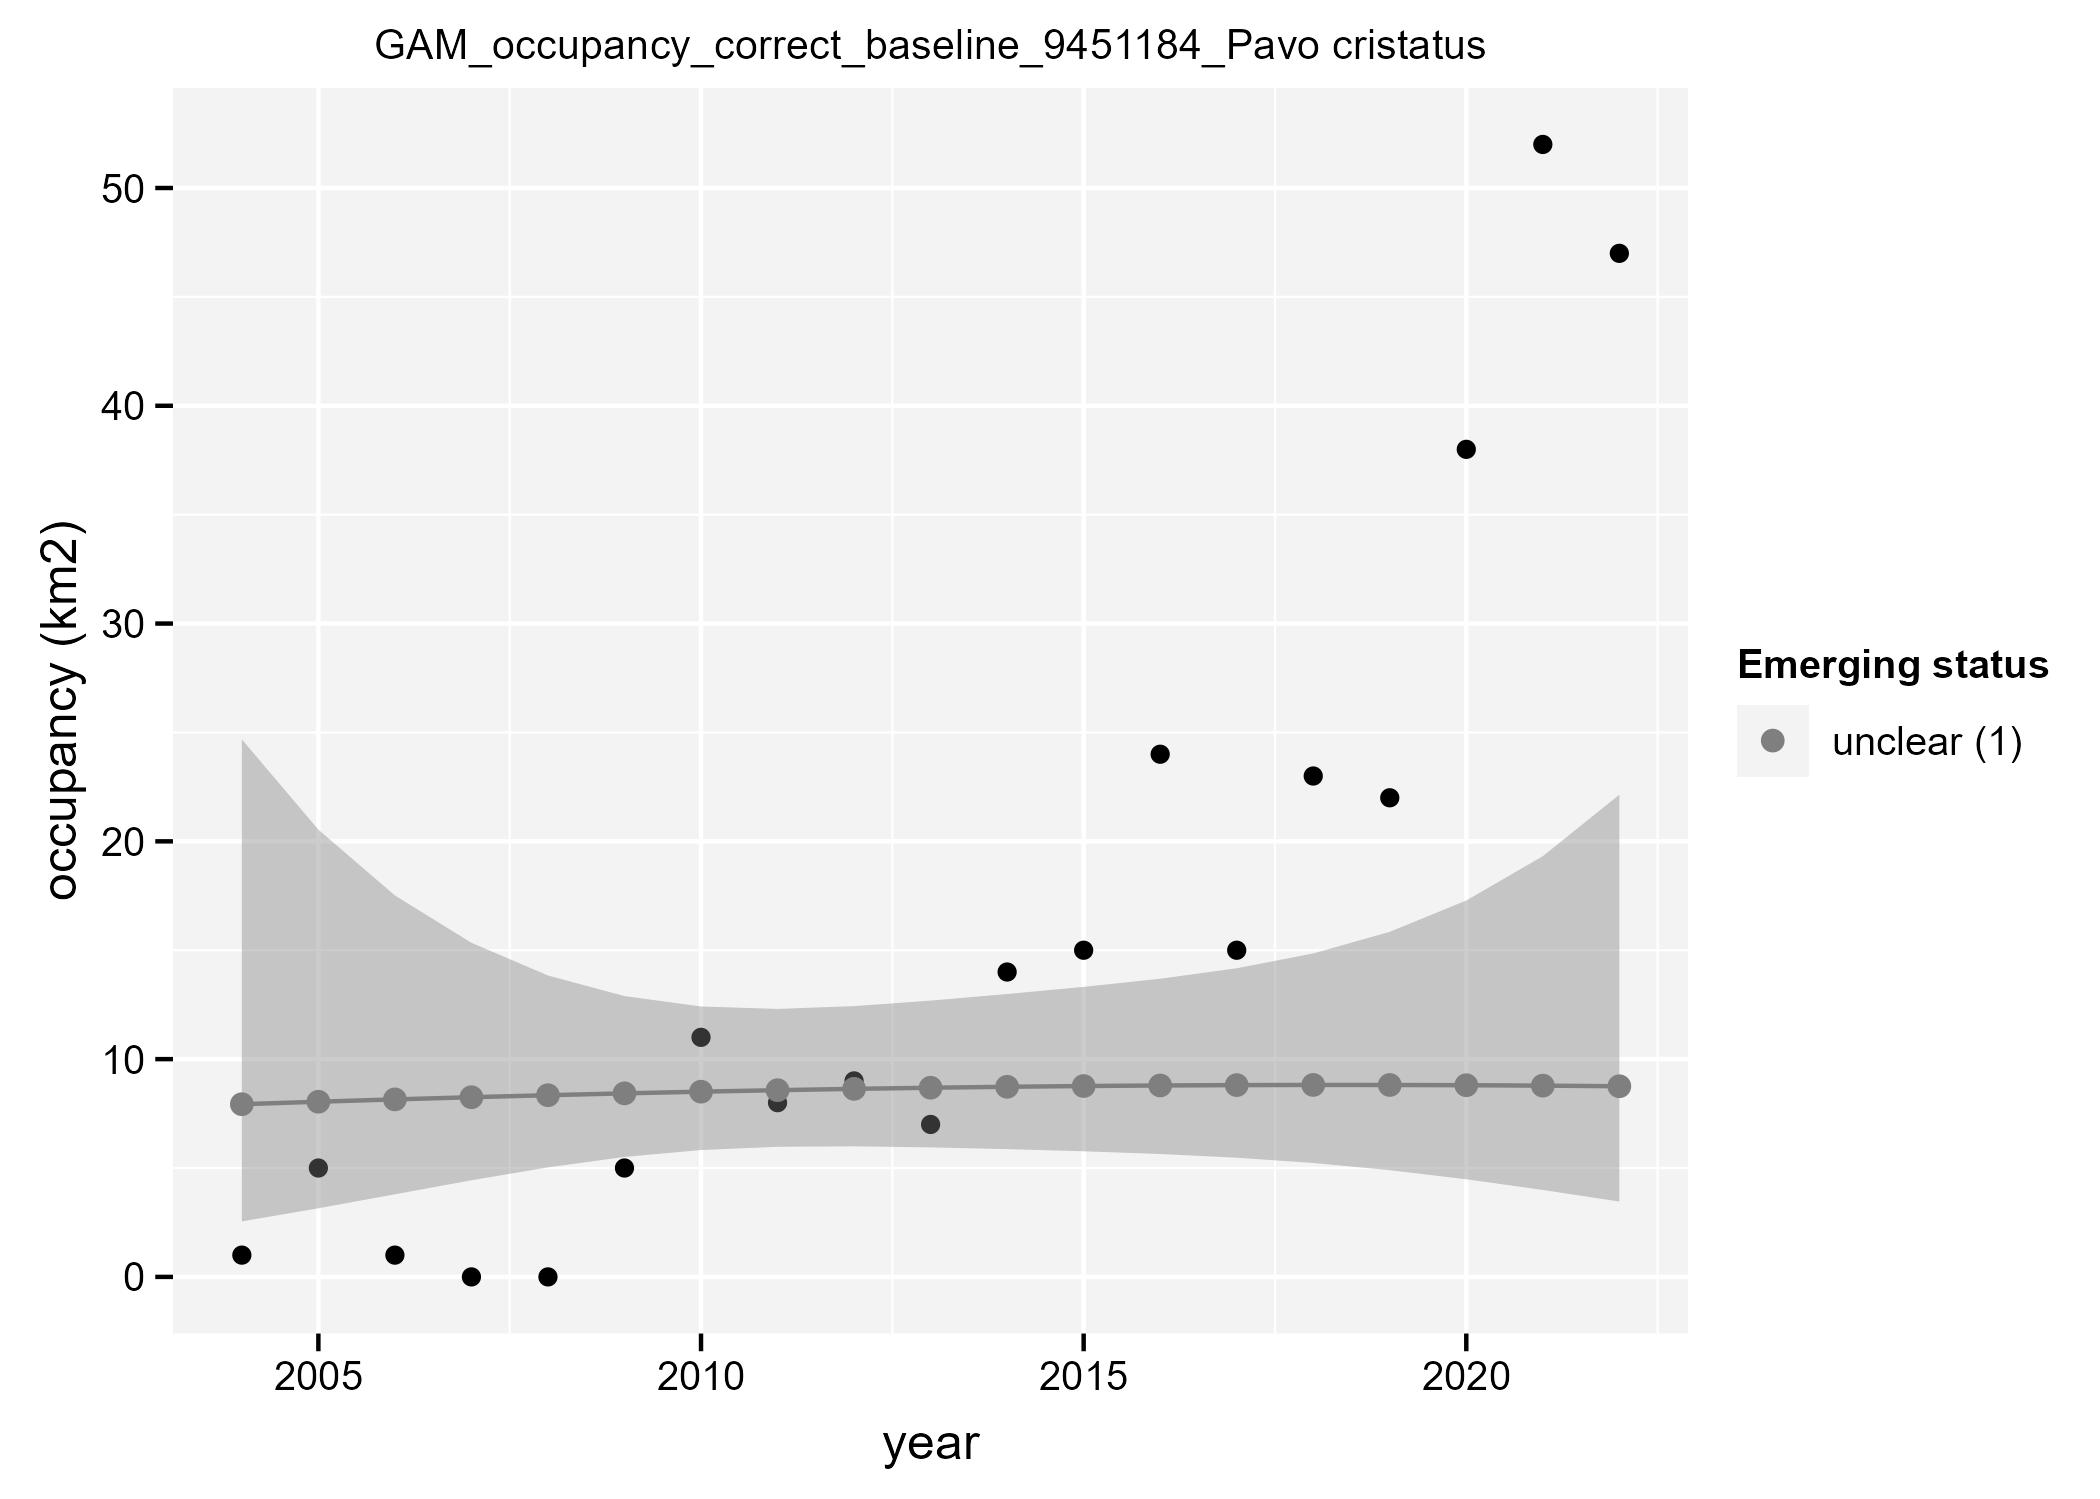 GAM_occupancy_correct_baseline_9451184_Pavo cristatus
50
40
30
20
10
0
occupancy (km2)
2005 2010 2015 2020
year
Emerging status
unclear (1)